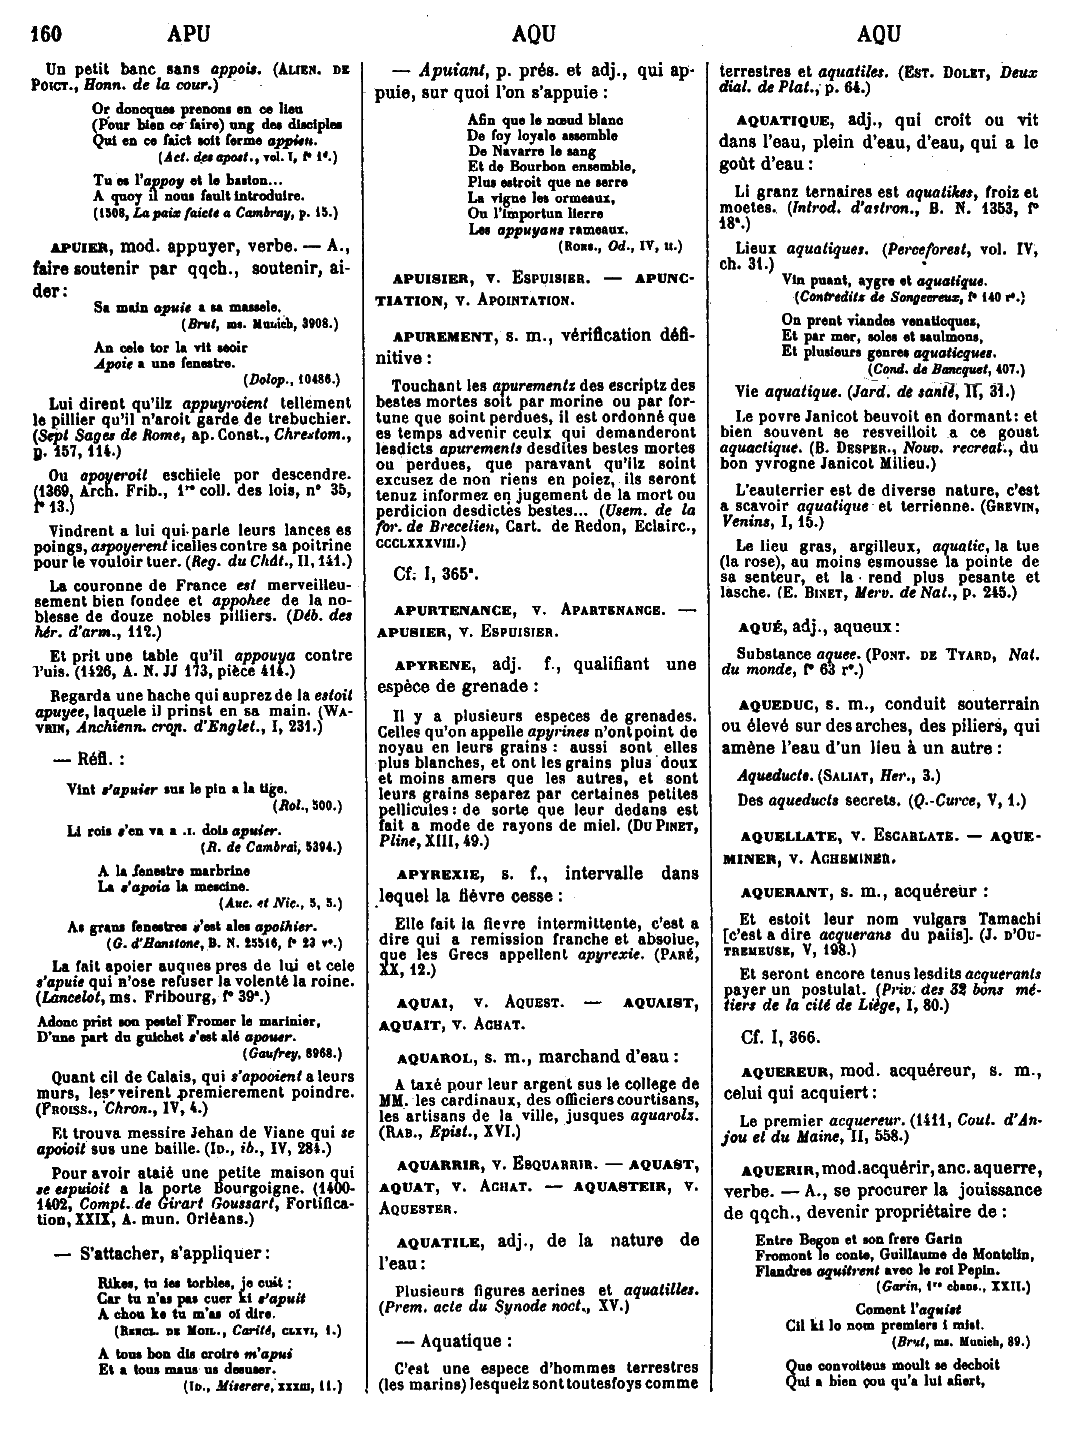 160 APU AQU AQU
Un petit banc sans appois. (ALIEN. DE
POICT., Honn. de la cour.)
Or doncques prenons en ce lieu
(Pour bien ce faire) ung des disciples
Qui en ce faict soit ferme appien.
(Act. des apost., vol. I, f° 1d.)
Tu es l'appoy et le baston...
A quoy il nous fault introduire.
(1508, La paix faicte a Cambray, p. 15.)
APUIER, mod. appuyer, verbe. — A.,
faire soutenir par qqch., soutenir, ai-
der :
Sa main apuie a sa massele.
(Brut, ms. Munich, 3908.)
An cele tor la vit seoir
Apoie a une fenestre.
(Dolop., 10486.)
Lui dirent qu'ilz appuyroient tellement
le pillier qu'il n'aroit garde de trebuchier.
(Sept Sages de Rome, ap. Const., Chrestom.,
p. 157, 114.)
Ou apoyeroil eschiele por descendre.
(1369, Arch. Frib., 1re coll. des lois, n° 35,
f° 13.)
Vindrent a lui qui parle leurs lances es
poings, aspoyerent icelles contre sa poitrine
pour le vouloir tuer. (Reg. du Chât., II, 141.)
La couronne de France est merveilleu-
sement bien fondee et appohee de la no-
blesse de douze nobles pilliers. (Déb. des
hér. d'arm., 112.)
Et prit une table qu'il appouya contre
l'uis. (1426, A. N. JJ 173, pièce 414.)
Regarda une hache qui auprez de la estoit
apuyee, laquele il prinst en sa main. (WA-
VRIN, Anchienn. cron. d'Englet., I, 231.)
— Réfl. :
Vint s'apuier sus le pin a la tige.
(Rol., 500.)
Li rois s'en va a .I. dois apuier.
(R. de Cambrai, 5394.)
A la fenestre marbrine
La s'apoia la mescine.
(Auc. et Nic., 5, 5.)
As grans fenestres s'est ales apoihier.
(G. d'Hanstone, B. N. 25516, f° 23 v°.)
La fait apoier auques pres de lui et cele
s'apuie qui n'ose refuser la volenté la roine.
(Lancelot, ms. Fribourg, f° 39a.)
Adonc prist son pestel Fromer le marinier,
D'une part du guichet s'est alé apouer.
(Gaufrey, 8968.)
Quant cil de Calais, qui s'apooient a leurs
murs, les veirent premierement poindre.
(FROISS., Chron., IV, 4.)
Et trouva messire Jehan de Viane qui se
apoioit sus une baille. (ID., ib., IV, 284.)
Pour avoir ataié une petite maison qui
se espuioit a la porte Bourgoigne. (1400-
1402, Compt. de Girart Goussart, Fortifica-
tion, XXIX, A. mun. Orléans.)
— S'attacher, s'appliquer :
Rikes, tu ies torbles, je cuit ;
Car tu n'as pas cuer ki s'apuit
A chou ke tu m'as oï dire.
(RENCL. DE MOIL., Carité, CLXVI, 1.)
A tous bon dis croire m'apui
Et a tous maus us desuser.
(ID., Miserere, XXXIII, 11.)
— Apuiant, p. prés. et adj., qui ap-
puie, sur quoi l'on s'appuie :
Afin que le nœud blanc
De foy loyale assemble
De Navarre le sang
Et de Bourbon ensemble,
Plus estroit que ne serre
La vigne les ormeaux,
Ou l'importun lierre
Les appuyans rameaux.
(RONS., Od., IV, II.)
APUISIER, V. ESPUISIER. — APUNC-
TIATION, V. APOINTATION.
APUREMENT, s. m., vérification défi-
nitive :
Touchant les apurementz des escriptz des
bestes mortes soit par morine ou par for-
tune que soint perdues, il est ordonné que
es temps advenir ceulx qui demanderont
lesdicts apurements desdites bestes mortes
ou perdues, que paravant qu'ilz soint
excusez de non riens en poiez, ils seront
tenuz informez en jugement de la mort ou
perdicion desdictes bestes... (Usem. de la
for. de Brecelien, Cart. de Redon, Eclairc.,
CCCLXXXVIII.)
Cf. I, 365c.
APURTENANCE, V. APARTENANCE. —
APUSIER, V. ESPUISIER.
APYRENE, adj. f., qualifiant une
espèce de grenade :
Il y a plusieurs especes de grenades.
Celles qu'on appelle apyrines n'ont point de
noyau en leurs grains : aussi sont elles
plus blanches, et ont les grains plus doux
et moins amers que les autres, et sont
leurs grains separez par certaines petites
pellicules : de sorte que leur dedans est
fait a mode de rayons de miel. (DU PINET,
Pline, XIII, 49.)
APYREXIE, s. f., intervalle dans
lequel la fièvre cesse :
Elle fait la fievre intermittente, c'est a
dire qui a remission franche et absolue,
que les Grecs appellent apyrexie. (PARÉ,
XX, 12.)
AQUAI, V. AQUEST. — AQUAIST,
AQUAIT, V. ACHAT.
AQUAROL, s. m., marchand d'eau :
A taxé pour leur argent sus le college de
MM. les cardinaux, des officiers courtisans,
les artisans de la ville, jusques aquarolz.
(RAB., Epist., XVI.)
AQUARRIR, V. ESQUARRIR. — AQUAST,
AQUAT, V. ACHAT. — AQUASTEIR, V.
AQUESTER.
AQUATILE, adj., de la nature de
l'eau :
Plusieurs figures aerines et aquatilles.
(Prem. acte du Synode noct., XV.)
— Aquatique :
C'est une espece d'hommes terrestres
(les marins) lesquelz sont toutesfoys comme
terrestres et aquatiles. (EST. DOLET, Deux
dial. de Plat., p. 64.)
AQUATIQUE, adj., qui croit ou vit
dans l'eau, plein d'eau, d'eau, qui a le
goût d'eau :
Li granz ternaires est aquatikes, froiz et
moetes. (Introd. d'astron., B. N. 1353, f°
18a.)
Lieux aquatiques. (Perceforest, vol. IV,
ch. 31.)
Vin puant, aygre et aquatique.
(Contreditz de Songecreux, f° 140 r°.)
On prent viandes venaticquez,
Et par mer, soles et saulmons,
Et plusieurs genres aquaticques.
(Cond. de Bancquet, 407.)
Vie aquatique. (Jard. de santé, II, 31.)
Le povre Janicot beuvoit en dormant : et
bien souvent se resveilloit a ce goust
aquactique. (B. DESPER., Nouv. recreat., du
bon yvrogne Janicot Milieu.)
L'eauterrier est de diverse nature, c'est
a scavoir aquatique et terrienne. (GREVIN,
Venins, I, 15.)
Le lieu gras, argilleux, aquatic, la tue
(la rose), au moins esmousse la pointe de
sa senteur, et la rend plus pesante et
lasche. (E. BINET, Merv. de Nat., p. 245.)
AQUÉ, adj., aqueux :
Substance aquee. (PONT. DE TYARD, Nat.
du monde, f° 63 r°.)
AQUEDUC, s. m., conduit souterrain
ou élevé sur des arches, des piliers, qui
amène l'eau d'un lieu à un autre :
Aqueducte. (SALIAT, Her., 3.)
Des aqueducts secrets. (Q.-Curce, V, 1.)
AQUELLATE, V. ESCARLATE. — AQUE-
MINER, V. ACHEMINER.
AQUERANT, s. m., acquéreur :
Et estoit leur nom vulgars Tamachi
[c'est a dire acquerans du paiis]. (J. D'OU-
TREMEUSE, V, 198.)
Et seront encore tenus lesdits acquerants
payer un postulat. (Priv. des 32 bons mé-
tiers de la cité de Liège, I, 80.)
Cf. I, 366.
AQUEREUR, mod. acquéreur, s. m.,
celui qui acquiert :
Le premier acquereur. (1411, Cout. d'An-
jou et du Maine, II, 558.)
AQUERIR, mod. acquérir, anc. aquerre,
verbe. — A., se procurer la jouissance
de qqch., devenir propriétaire de :
Entre Begon et son frere Garin
Fromont le conte, Guillaume de Montclin,
Flandres aquitrent avec le roi Pepin.
(Garin, 1re chans., XXII.)
Coment l'aquist
Cil ki lo nom premiers i mist.
(Brut, ms. Munich, 89.)
Que convoiteus moult se dechoit
Qui a bien çou qu'a lui afiert,